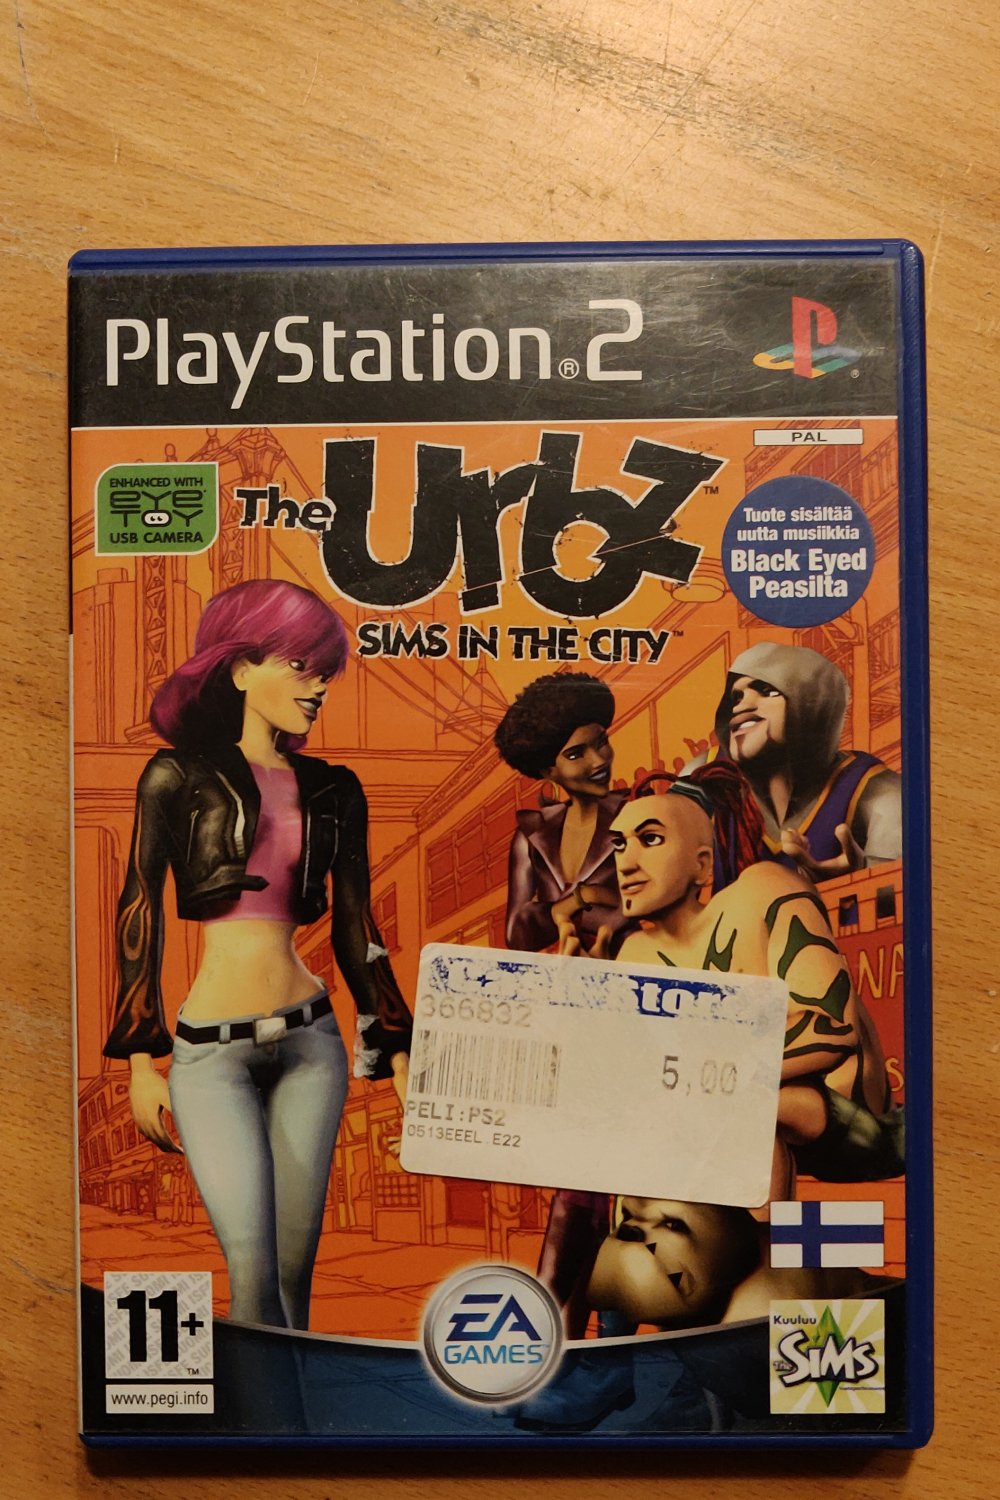 PlayStation®2
PAL
ENHANCED WITH
EYE
TOY
USB CAMERA
The Urbz™
SIMS IN THE CITY™
Tuote sisältää
uutta musiikkia
Black Eyed
Peasilta
366832
5,00
PELI:PS2
0513EEEL.E22
11+
www.pegi.info
EA
GAMES
Kuuluu
The SIMS